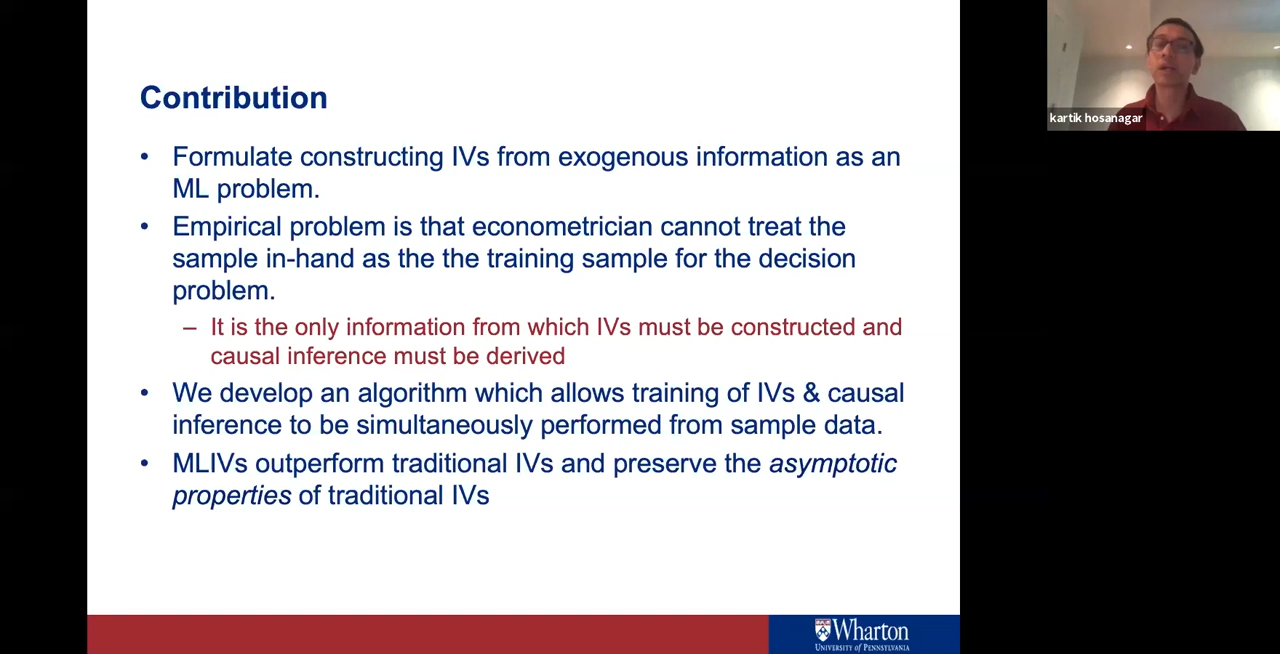 Contribution
• Formulate constructing IVs from exogenous information as an
ML problem.
• Empirical problem is that econometrician cannot treat the
sample in-hand as the the training sample for the decision
problem.
– It is the only information from which IVs must be constructed and
causal inference must be derived
• We develop an algorithm which allows training of IVs & causal
inference to be simultaneously performed from sample data.
• MLIVs outperform traditional IVs and preserve the asymptotic
properties of traditional IVs
Wharton
UNIVERSITY of PENNSYLVANIA
kartik hosanagar